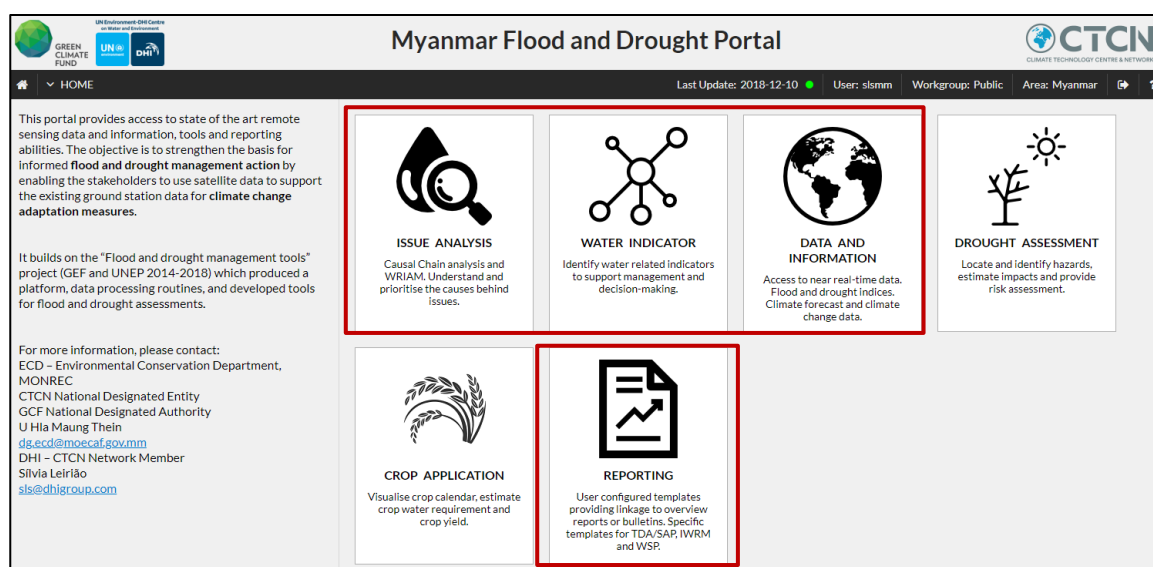 UN Environment-DHI Centre
on Water and Environment
GREEN
CLIMATE
FUND
UN
DHI
Myanmar Flood and Drought Portal
CTCN
CLIMATE TECHNOLOGY CENTRE & NETWORK
HOME
Last Update: 2018-12-10
User: slsmm
Workgroup: Public
Area: Myanmar
?
This portal provides access to state of the art remote
sensing data and information, tools and reporting
abilities. The objective is to strengthen the basis for
informed flood and drought management action by
enabling the stakeholders to use satellite data to support
the existing ground station data for climate change
adaptation measures.
It builds on the “Flood and drought management tools”
project (GEF and UNEP 2014-2018) which produced a
platform, data processing routines, and developed tools
for flood and drought assessments.
For more information, please contact:
ECD – Environmental Conservation Department,
MONREC
CTCN National Designated Entity
GCF National Designated Authority
U Hla Maung Thein
dg.ecd@moecaf.gov.mm
DHI – CTCN Network Member
Sílvia Leirião
sls@dhigroup.com
ISSUE ANALYSIS
Causal Chain analysis and
WRIAM. Understand and
prioritise the causes behind
issues.
WATER INDICATOR
Identify water related indicators
to support management and
decision-making.
DATA AND
INFORMATION
Access to near real-time data.
Flood and drought indices.
Climate forecast and climate
change data.
DROUGHT ASSESSMENT
Locate and identify hazards,
estimate impacts and provide
risk assessment.
CROP APPLICATION
Visualise crop calendar, estimate
crop water requirement and
crop yield.
REPORTING
User configured templates
providing linkage to overview
reports or bulletins. Specific
templates for TDA/SAP, IWRM
and WSP.